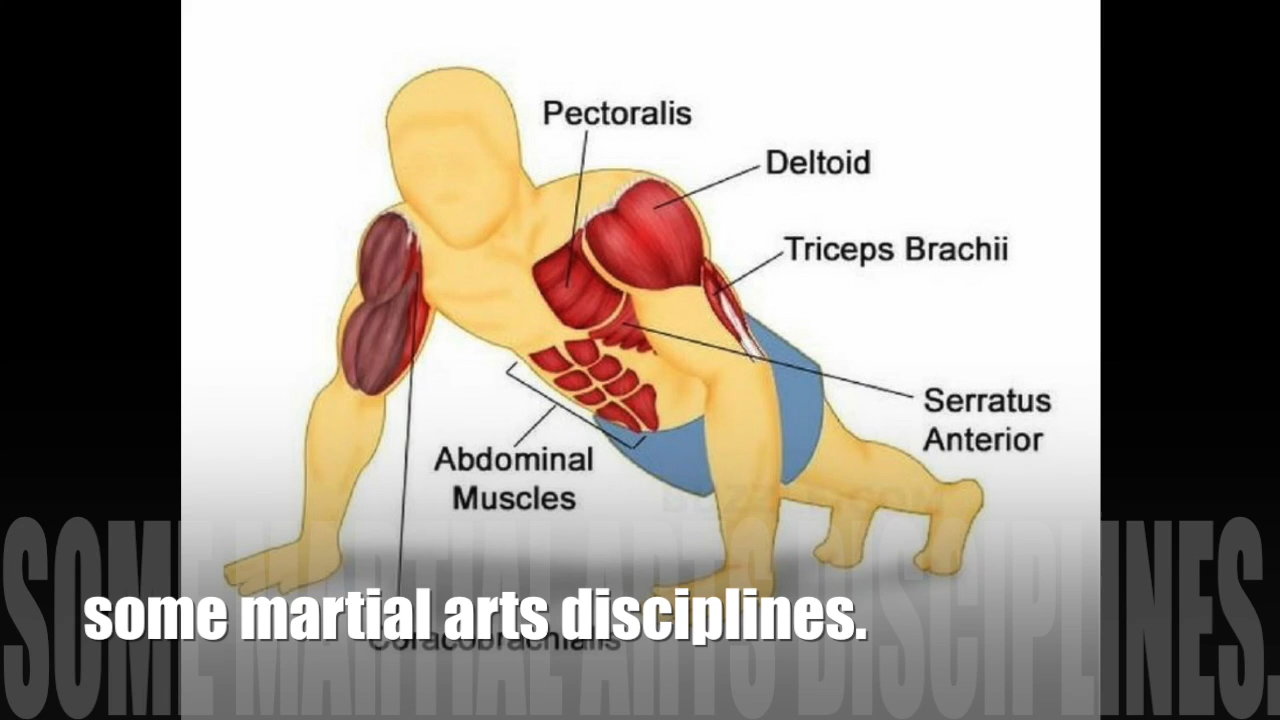 Pectoralis
Deltoid
Triceps Brachii
Serratus
Anterior
Abdominal
Muscles
some martial arts disciplines.
Coracobrachialis
SOME MARTIAL ARTS DISCIPLINES.